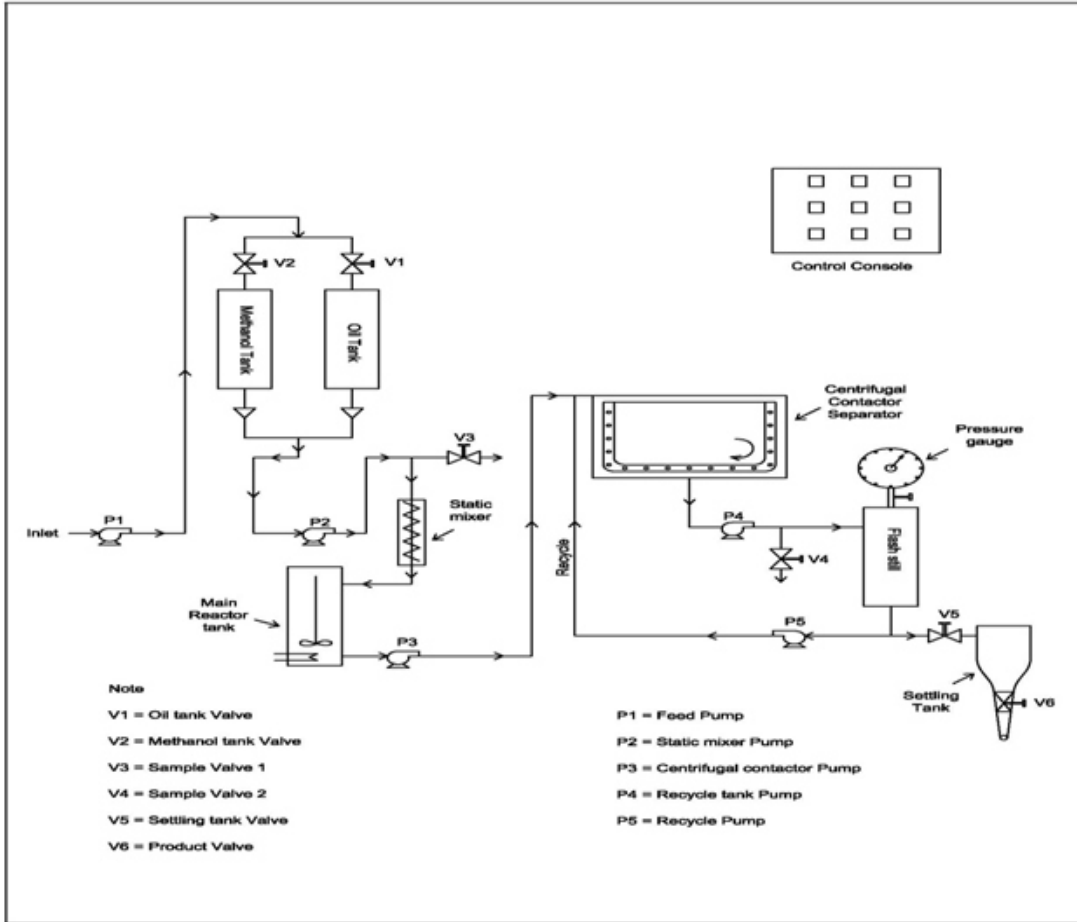 Control Console
V2
V1
Methanol Tank
Oil Tank
Centrifugal
Contactor
Separator
Pressure
gauge
V3
Static
mixer
Inlet
P1
P2
P4
V4
Flash still
Recycle
Main
Reactor
tank
P3
P5
V5
Settling
Tank
V6
Note
V1 = Oil tank Valve
V2 = Methanol tank Valve
V3 = Sample Valve 1
V4 = Sample Valve 2
V5 = Settling tank Valve
V6 = Product Valve
P1 = Feed Pump
P2 = Static mixer Pump
P3 = Centrifugal contactor Pump
P4 = Recycle tank Pump
P5 = Recycle Pump